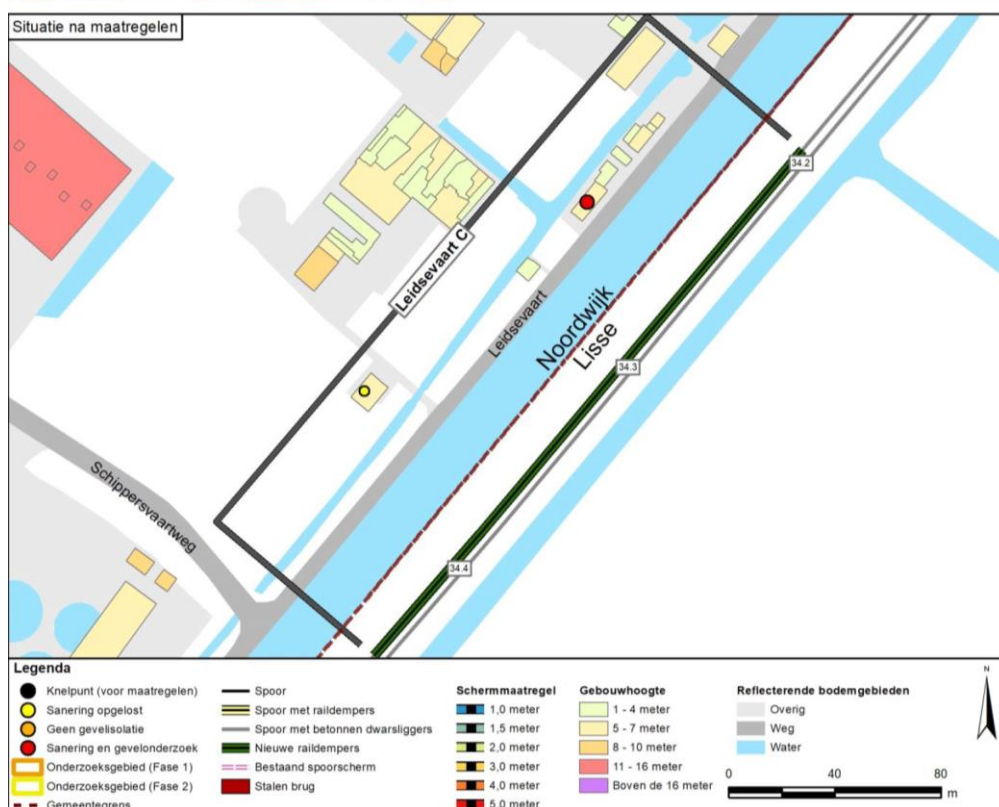 Situatie na maatregelen
34.2
Leidsevaart C
Leidsevaart
Noordwijk
Lisse
34.3
Schippersvaartweg
34.4
Legenda
Knelpunt (voor maatregelen)
Sanering opgelost
Geen gevelisolatie
Sanering en gevelonderzoek
Onderzoeksgebied (Fase 1)
Onderzoeksgebied (Fase 2)
Gemeentegrens
Spoor
Spoor met raildempers
Spoor met betonnen dwarsliggers
Nieuwe raildempers
Bestaand spoorscherm
Stalen brug
Schermmaatregel
1,0 meter
1,5 meter
2,0 meter
3,0 meter
4,0 meter
5,0 meter
Gebouwhoogte
1 - 4 meter
5 - 7 meter
8 - 10 meter
11 - 16 meter
Boven de 16 meter
Reflecterende bodemgebieden
Overig
Weg
Water
N
0 40 80
m